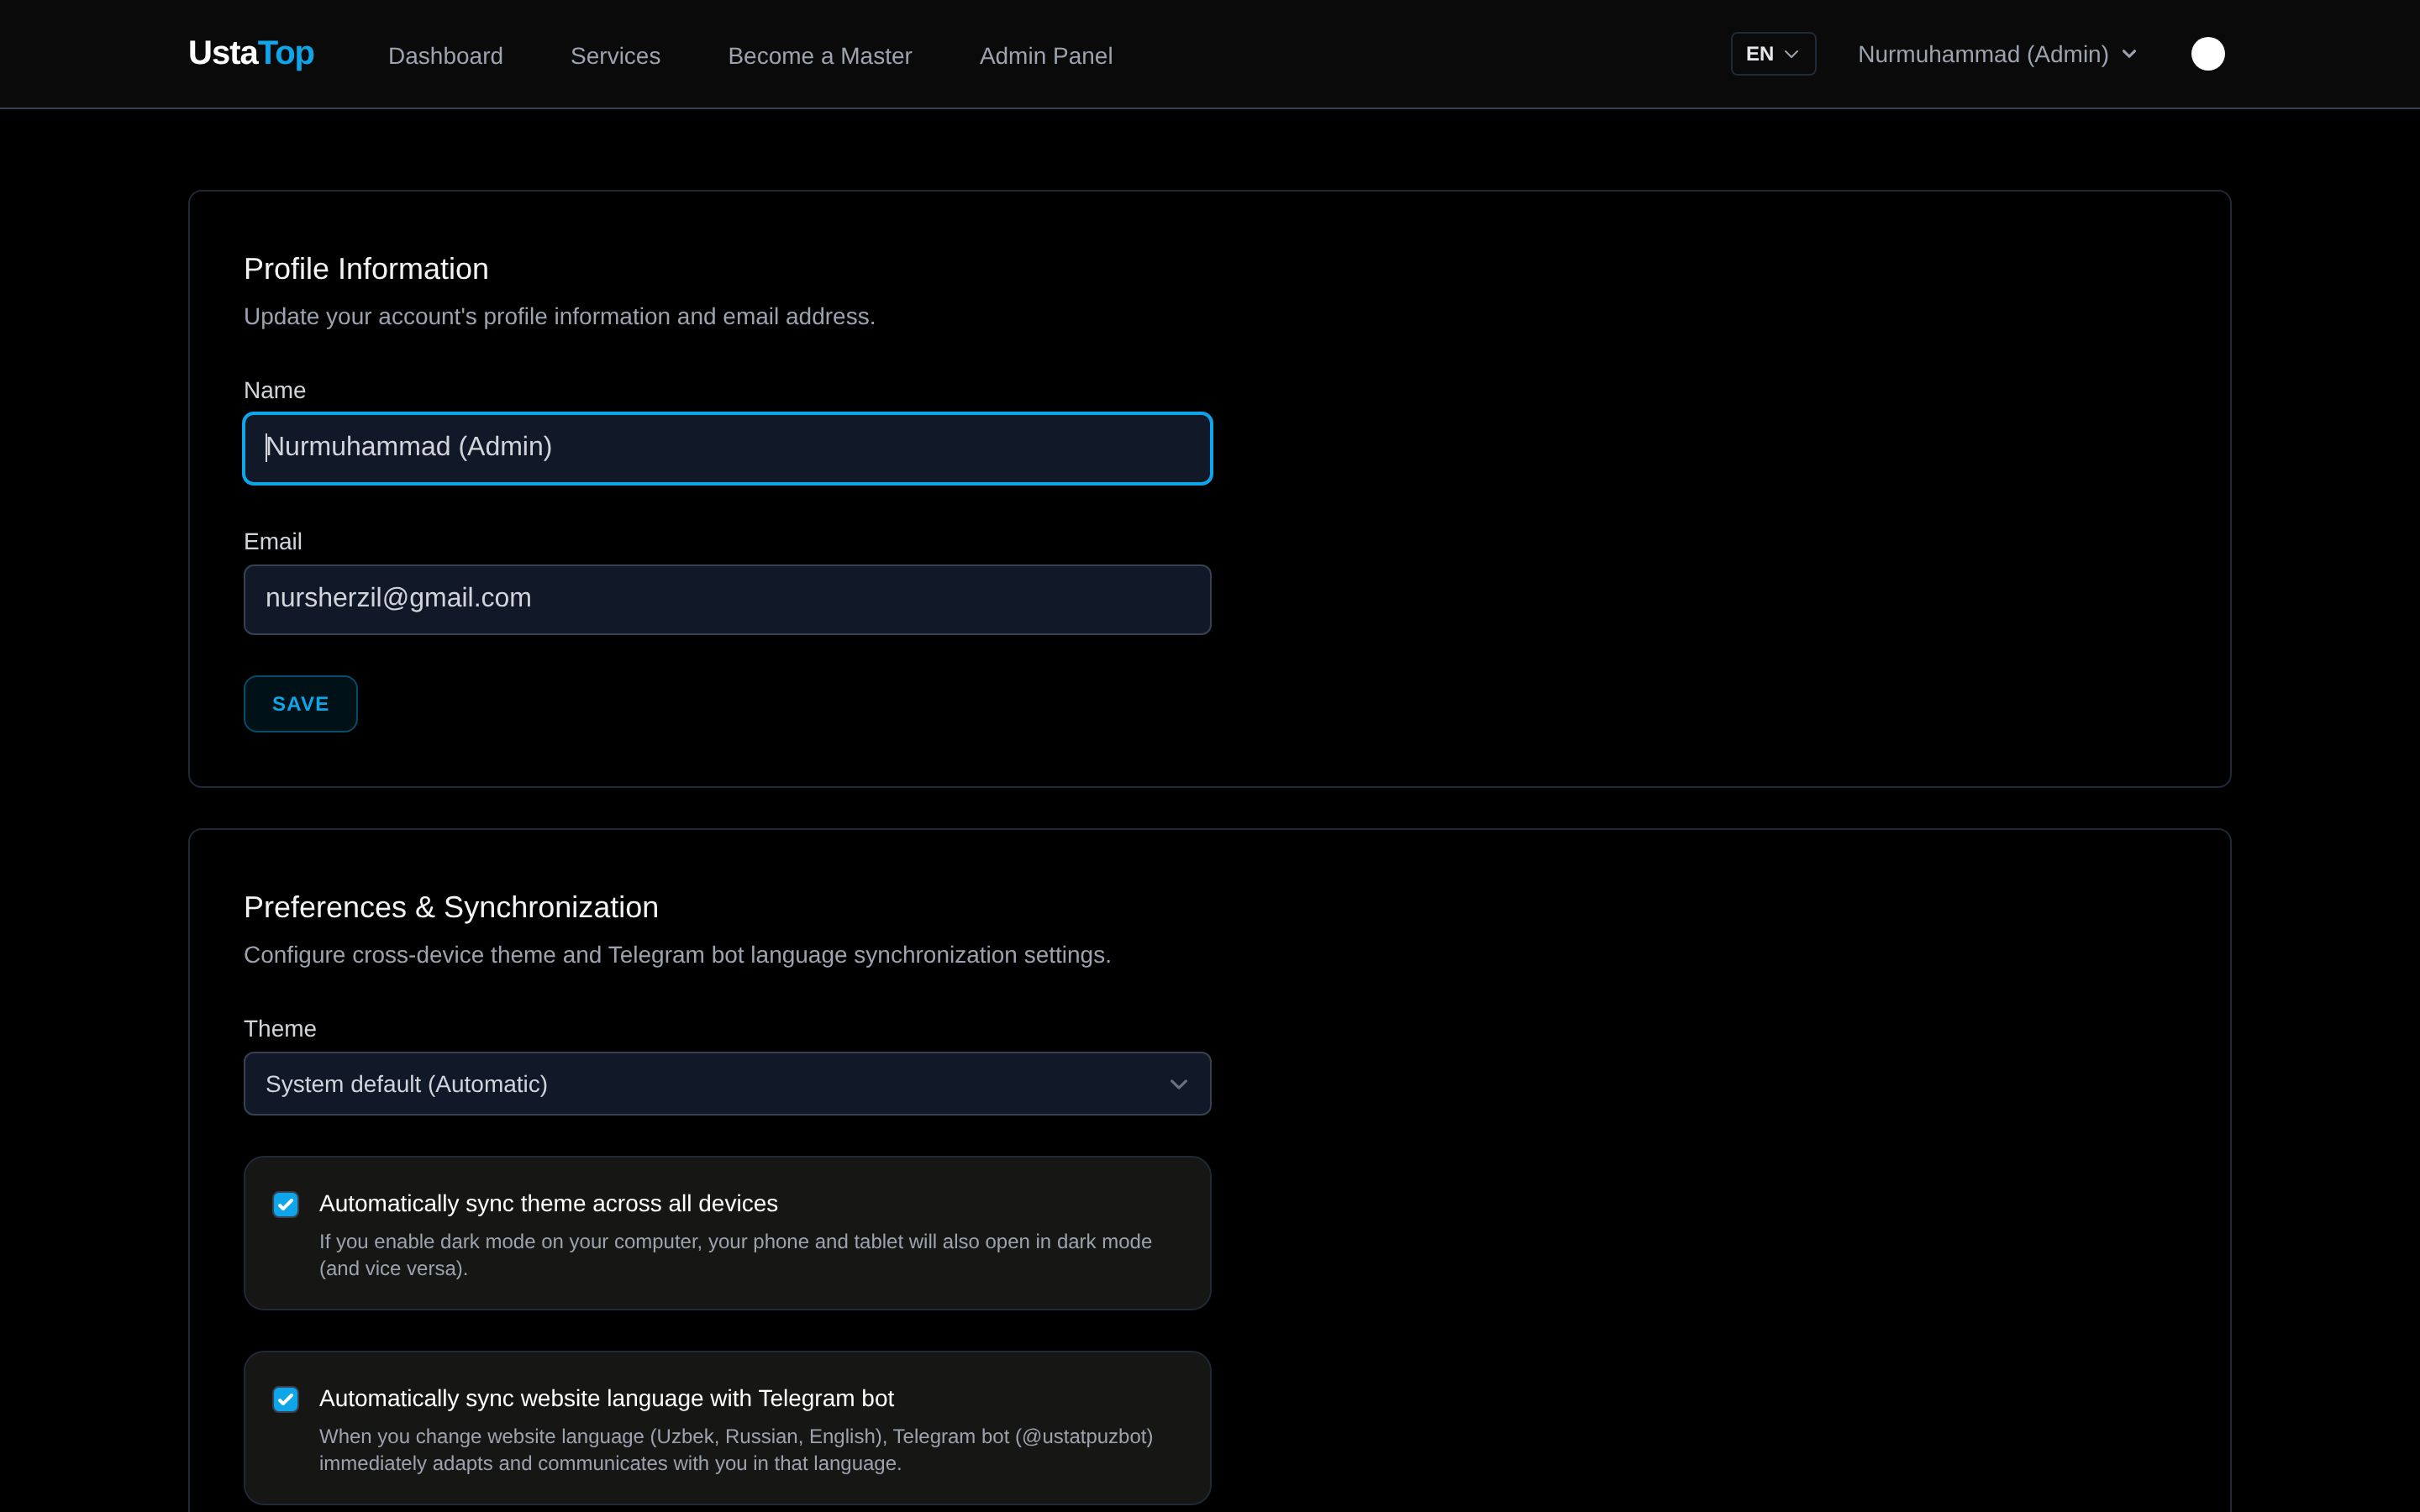 UstaTop
Dashboard
Services
Become a Master
Admin Panel
EN
Nurmuhammad (Admin)
Profile Information
Update your account's profile information and email address.
Name
Nurmuhammad (Admin)
Email
nursherzil@gmail.com
SAVE
Preferences & Synchronization
Configure cross-device theme and Telegram bot language synchronization settings.
Theme
System default (Automatic)
Automatically sync theme across all devices
If you enable dark mode on your computer, your phone and tablet will also open in dark mode
(and vice versa).
Automatically sync website language with Telegram bot
When you change website language (Uzbek, Russian, English), Telegram bot (@ustatpuzbot)
immediately adapts and communicates with you in that language.